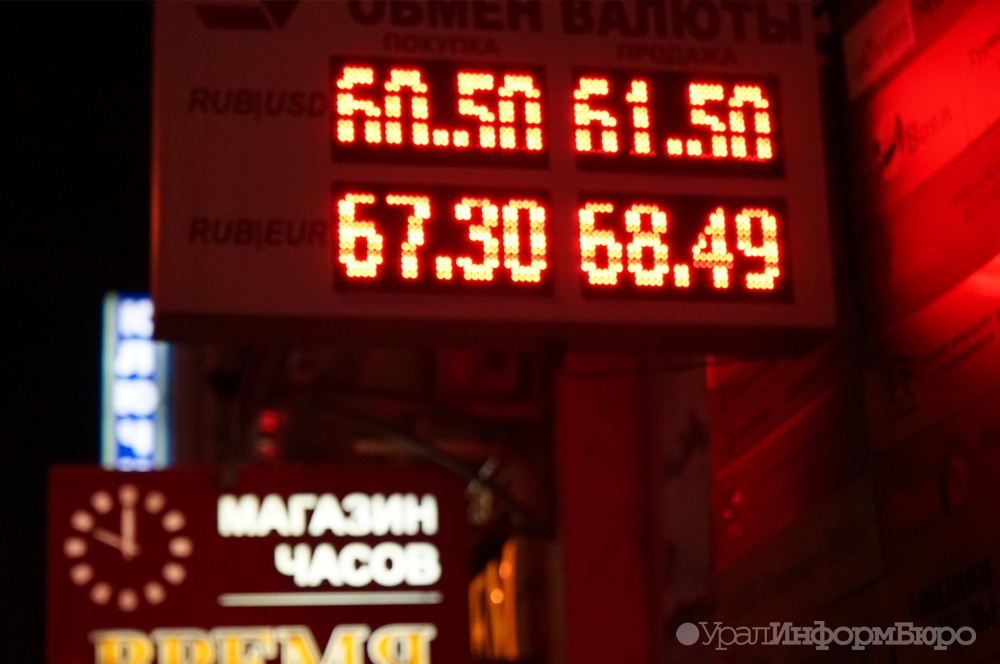 ОБМЕН ВАЛЮТЫ
ПОКУПКА ПРОДАЖА
RUB|USD 60.50 61.50
RUB|EUR 67.30 68.49
КЛЮЧ
МАГАЗИН
ЧАСОВ
ВРЕМЯ
УралИнформБюро